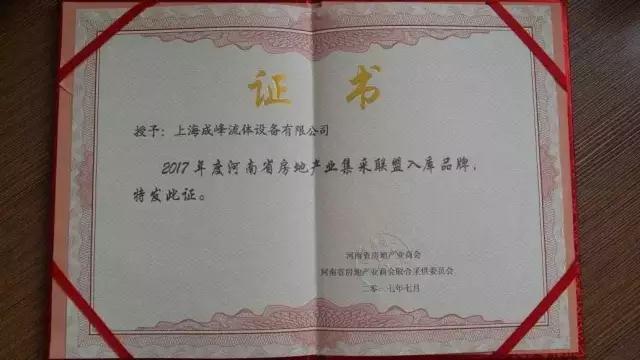 证书
授予：上海成峰流体设备有限公司
2017年度河南省房地产业集采联盟入库品牌，
特发此证。
河南省房地产业商会
河南省房地产业商会联合采供委员会
二〇一七年七月